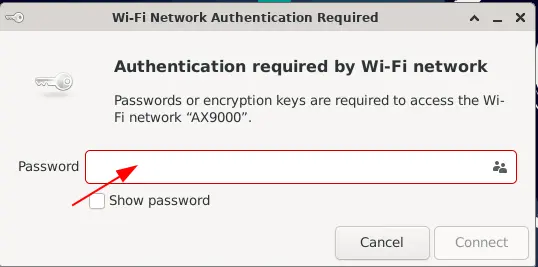 Wi-Fi Network Authentication Required
Authentication required by Wi-Fi network
Passwords or encryption keys are required to access the Wi-
Fi network “AX9000”.
Password
Show password
Cancel
Connect